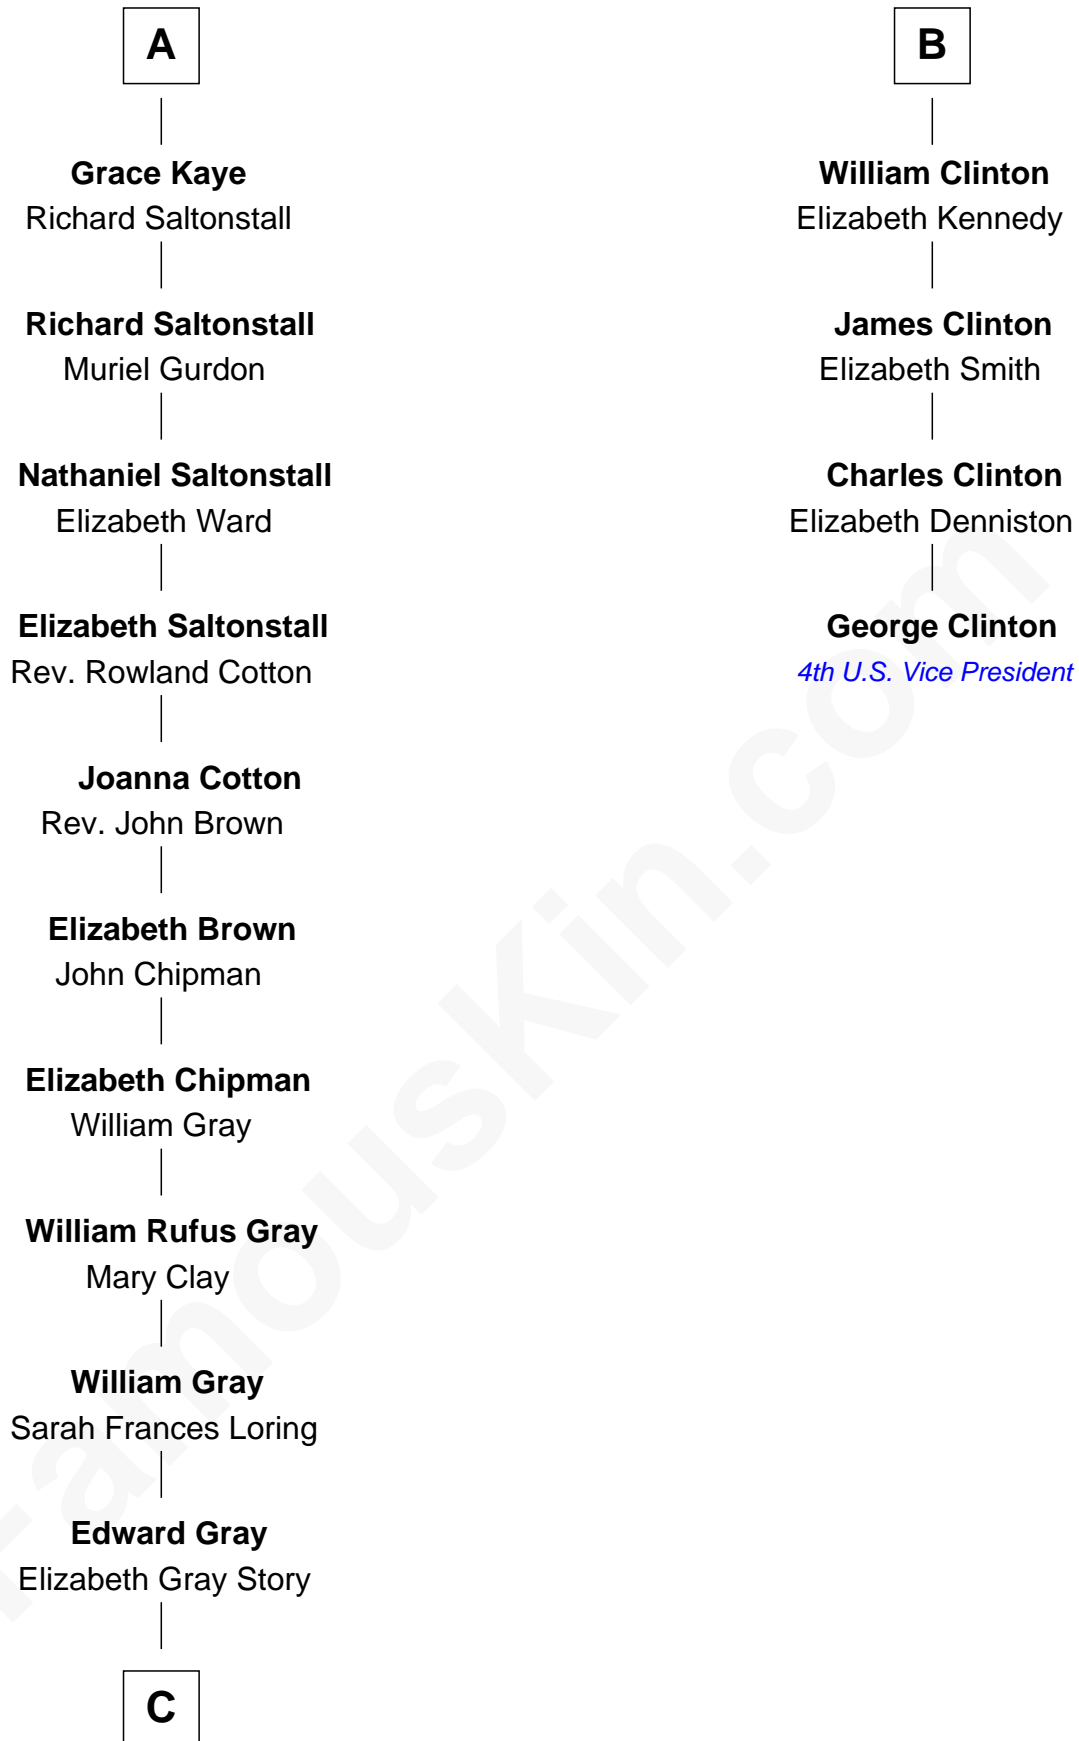 A
Grace Kaye
Richard Saltonstall
Richard Saltonstall
Muriel Gurdon
Nathaniel Saltonstall
Elizabeth Ward
Elizabeth Saltonstall
Rev. Rowland Cotton
Joanna Cotton
Rev. John Brown
Elizabeth Brown
John Chipman
Elizabeth Chipman
William Gray
William Rufus Gray
Mary Clay
William Gray
Sarah Frances Loring
Edward Gray
Elizabeth Gray Story
C
B
William Clinton
Elizabeth Kennedy
James Clinton
Elizabeth Smith
Charles Clinton
Elizabeth Denniston
George Clinton
4th U.S. Vice President
FamousKin.com